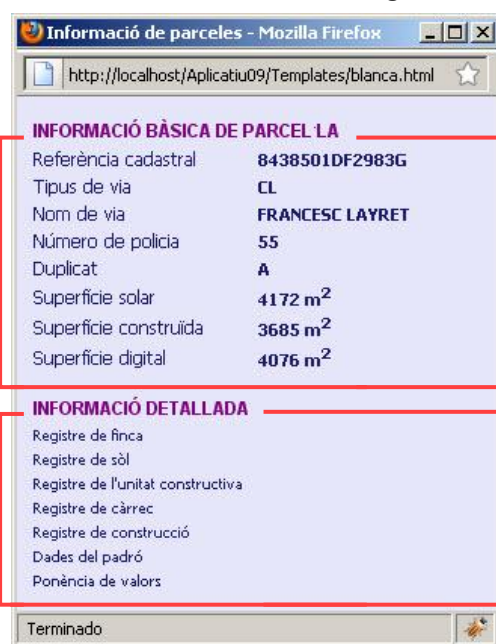 Informació de parceles - Mozilla Firefox
http://localhost/Aplicatiu09/Templates/blanca.html
INFORMACIÓ BÀSICA DE PARCEL·LA
Referència cadastral 8438501DF2983G
Tipus de via CL
Nom de via FRANCESC LAYRET
Número de policia 55
Duplicat A
Superfície solar 4172 m²
Superfície construïda 3685 m²
Superfície digital 4076 m²
INFORMACIÓ DETALLADA
Registre de finca
Registre de sòl
Registre de l'unitat constructiva
Registre de càrrec
Registre de construcció
Dades del padró
Ponència de valors
Terminado